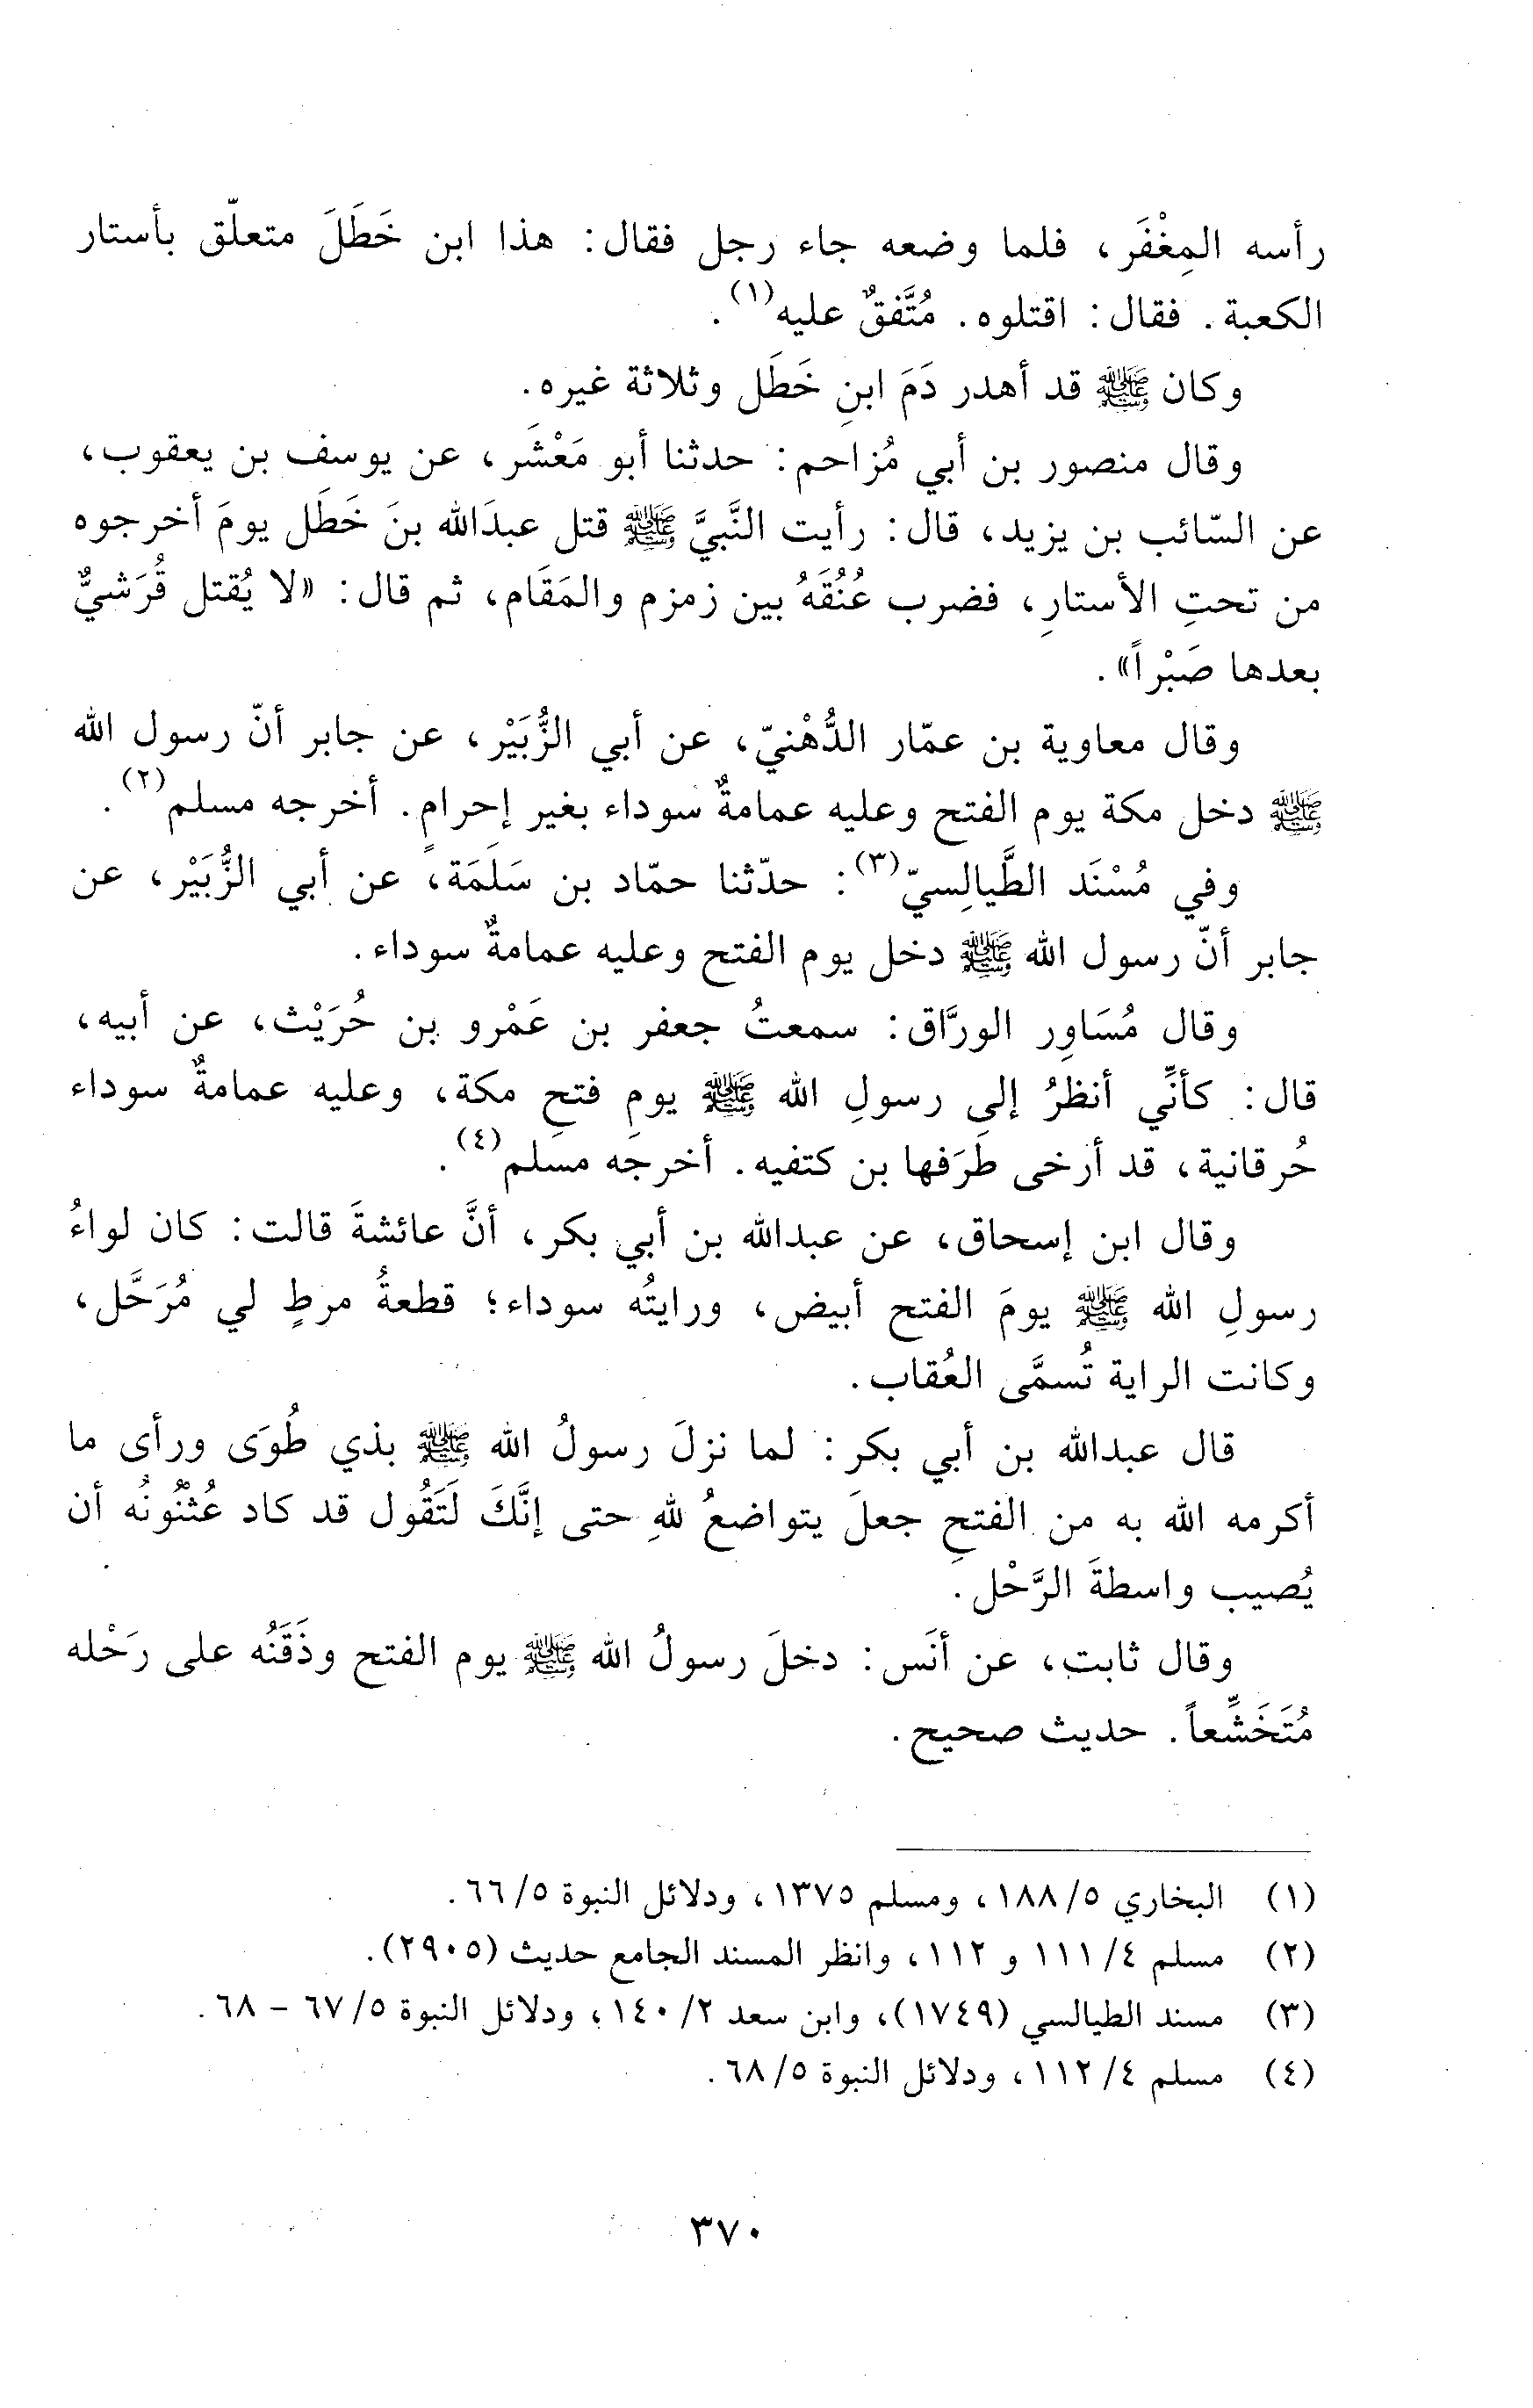 رأسه المِغْفَر، فلما وضعه جاء رجل فقال: هذا ابن خَطَلَ متعلّق بأستار
الكعبة. فقال: اقتلوه. مُتَّفقٌ عليه(١).
وكان ﷺ قد أهدر دَمَ ابنِ خَطَل وثلاثة غيره.
وقال منصور بن أبي مُزاحم: حدثنا أبو مَعْشَر، عن يوسف بن يعقوب،
عن السّائب بن يزيد، قال: رأيت النَّبيَّ ﷺ قتل عبدَالله بنَ خَطَل يومَ أخرجوه
من تحتِ الأستارِ، فضرب عُنُقَهُ بين زمزم والمَقَام، ثم قال: «لا يُقتل قُرَشيٌّ
بعدها صَبْراً».
وقال معاوية بن عمّار الدُّهْنيّ، عن أبي الزُّبَيْر، عن جابر أنّ رسول الله
ﷺ دخل مكة يوم الفتح وعليه عمامةٌ سوداء بغير إحرامٍ. أخرجه مسلم(٢).
وفي مُسْنَد الطَّيالِسيّ(٣): حدّثنا حمّاد بن سَلَمَة، عن أبي الزُّبَيْر، عن
جابر أنّ رسول الله ﷺ دخل يوم الفتح وعليه عمامةٌ سوداء.
وقال مُسَاوِر الورَّاق: سمعتُ جعفر بن عَمْرو بن حُرَيْث، عن أبيه،
قال: كأنِّي أنظرُ إلى رسولِ الله ﷺ يوم فتحِ مكة، وعليه عمامةٌ سوداء
حُرقانية، قد أرخى طَرَفها بن كتفيه. أخرجه مسلم(٤).
وقال ابن إسحاق، عن عبدالله بن أبي بكر، أنَّ عائشةَ قالت: كان لواءُ
رسولِ الله ﷺ يومَ الفتح أبيض، ورايتُه سوداء؛ قطعةُ مرطٍ لي مُرَحَّل،
وكانت الراية تُسمَّى العُقاب.
قال عبدالله بن أبي بكر: لما نزلَ رسولُ الله ﷺ بذي طُوَى ورأى ما
أكرمه الله به من الفتحِ جعلَ يتواضعُ للهِ حتى إنَّكَ لَتَقُول قد كاد عُثْنُونُه أن
يُصيب واسطةَ الرَّحْل.
وقال ثابت، عن أنَس: دخلَ رسولُ الله ﷺ يوم الفتح وذَقَنُه على رَحْله
مُتَخَشِّعاً. حديث صحيح.
(١) البخاري ٥/ ١٨٨، ومسلم ١٣٧٥، ودلائل النبوة ٥/ ٦٦.
(٢) مسلم ٤/ ١١١ و ١١٢، وانظر المسند الجامع حديث (٢٩٠٥).
(٣) مسند الطيالسي (١٧٤٩)، وابن سعد ٢/ ١٤٠، ودلائل النبوة ٥/ ٦٧ - ٦٨.
(٤) مسلم ٤/ ١١٢، ودلائل النبوة ٥/ ٦٨.
٣٧٠